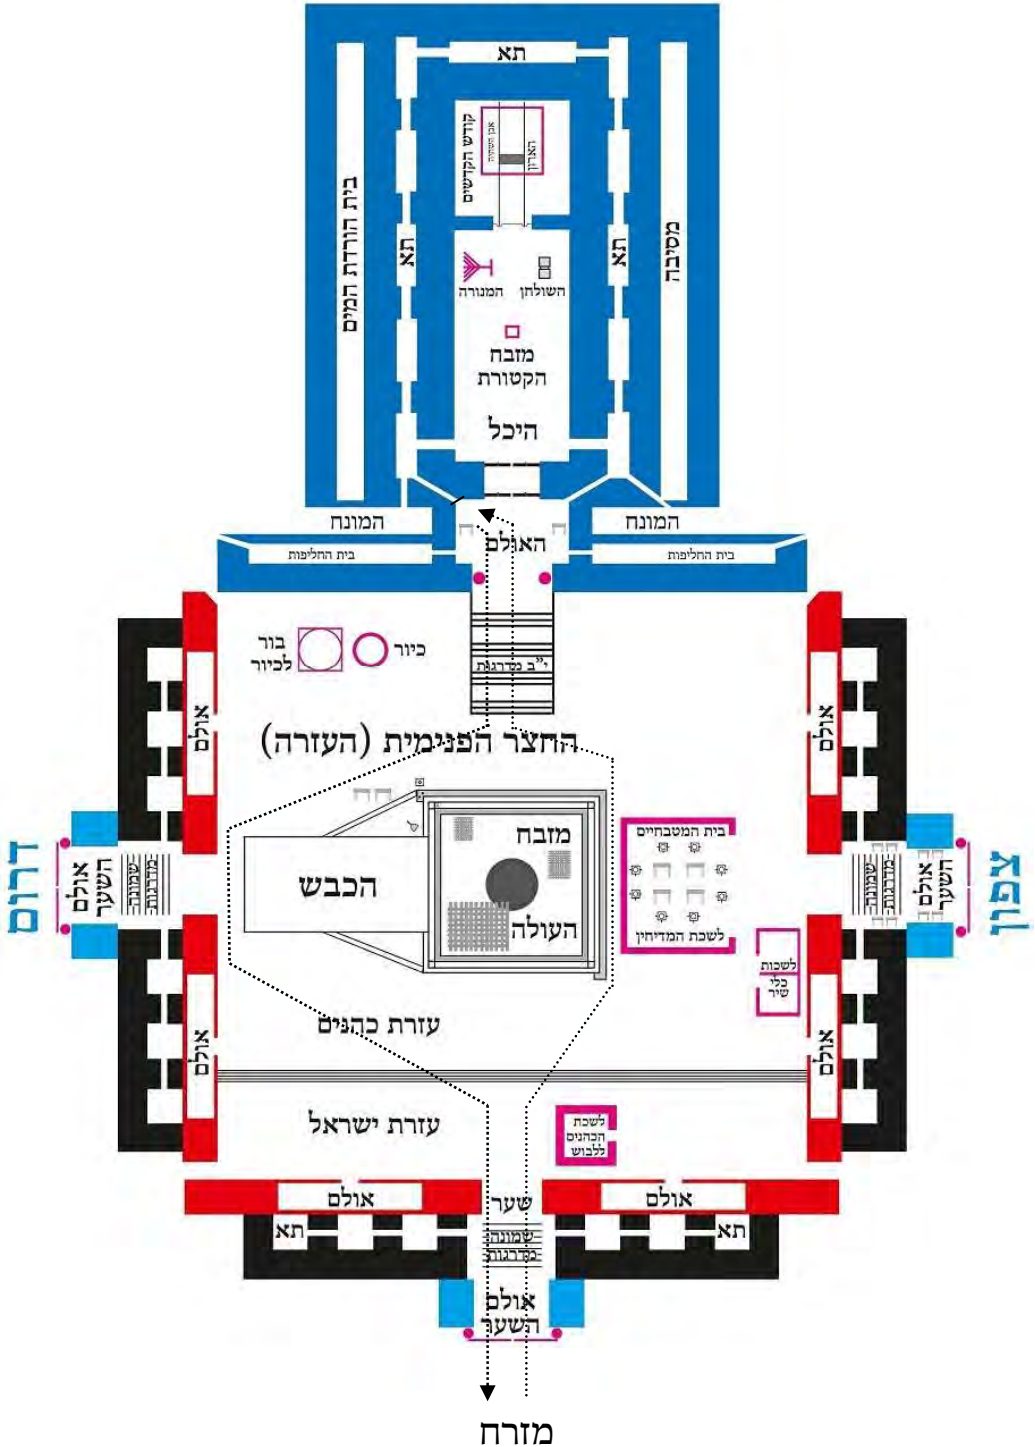 תא
קודש הקדשים
אבן השתיה
הארון
בית הורדת המים
תא
תא
מסיבה
המנורה
השולחן
מזבח
הקטורת
היכל
המונח
המונח
האולם
בית החליפות
בית החליפות
בור
לכיור
כיור
י"ב מדרגות
אולם
אולם
החצר הפנימית (העזרה)
דרום
אולם
השער
שמונה
מדרגות
הכבש
מזבח
העולה
בית המטבחיים
לשכת המדיחין
שמונה
מדרגות
אולם
השער
צפון
לשכות
כלי
שיר
עזרת כהנים
אולם
אולם
עזרת ישראל
לשכת
הכהנים
ללבוש
אולם
שער
אולם
תא
שמונה
מדרגות
תא
אולם
השער
מזרח